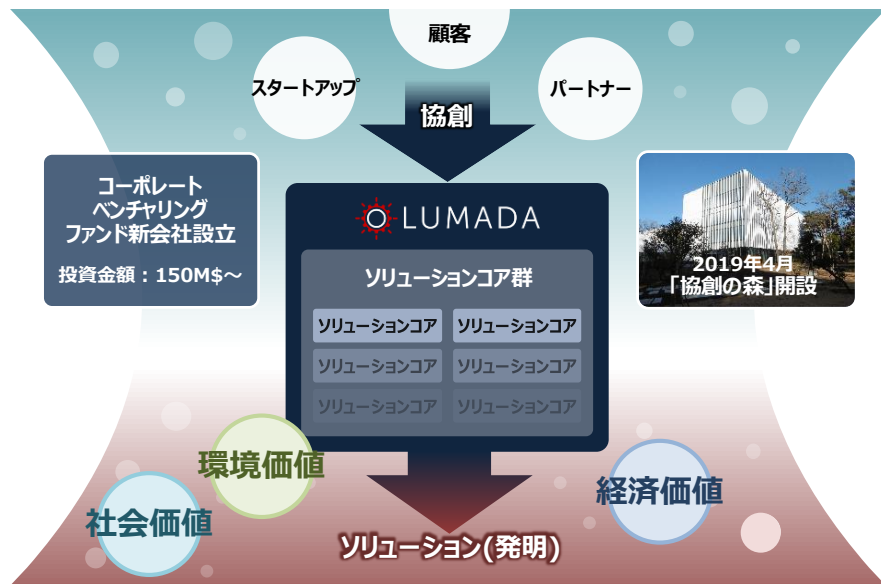 顧客
スタートアップ
パートナー
協創
コーポレート
ベンチャリング
ファンド新会社設立
投資金額：150M$～
LUMADA
2019年4月
「協創の森」開設
ソリューションコア群
ソリューションコア
ソリューションコア
ソリューションコア
ソリューションコア
ソリューションコア
ソリューションコア
環境価値
社会価値
経済価値
ソリューション(発明)